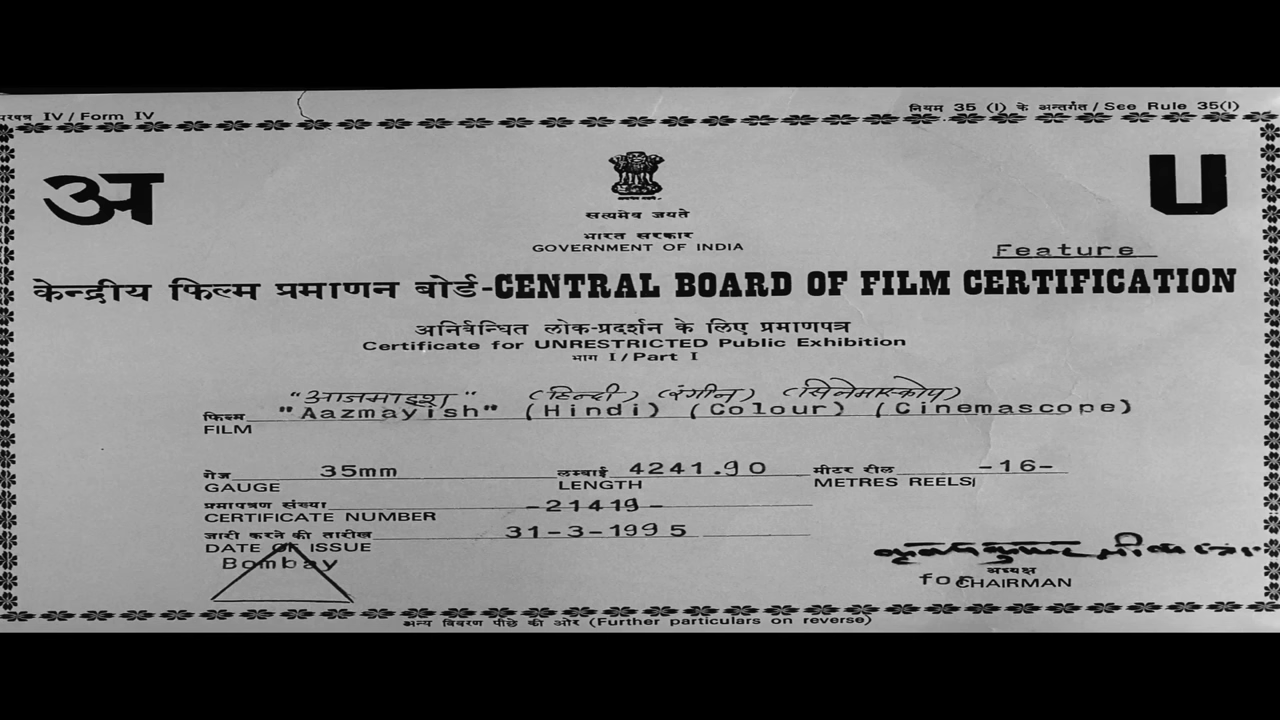 प्रपत्र IV / Form IV
नियम 35 (I) के अन्तर्गत / See Rule 35(I)
अ
U
सत्यमेव जयते
भारत सरकार
GOVERNMENT OF INDIA
Feature
केन्द्रीय फिल्म प्रमाणन बोर्ड-CENTRAL BOARD OF FILM CERTIFICATION
अनिर्बन्धित लोक-प्रदर्शन के लिए प्रमाणपत्र
Certificate for UNRESTRICTED Public Exhibition
भाग I / Part I
"आजमाइश" (हिन्दी) (रंगीन) (सिनेमास्कोप)
फिल्म "Aazmayish" (Hindi) (Colour) (Cinemascope)
FILM
गेज 35mm लम्बाई 4241.90 मीटर रील -16-
GAUGE LENGTH METRES REELS
प्रमापत्रण संख्या -21419-
CERTIFICATE NUMBER
जारी करने की तारीख 31-3-1995
DATE OF ISSUE
Bombay
अध्यक्ष
for CHAIRMAN
अन्य विवरण पीछे की ओर (Further particulars on reverse)